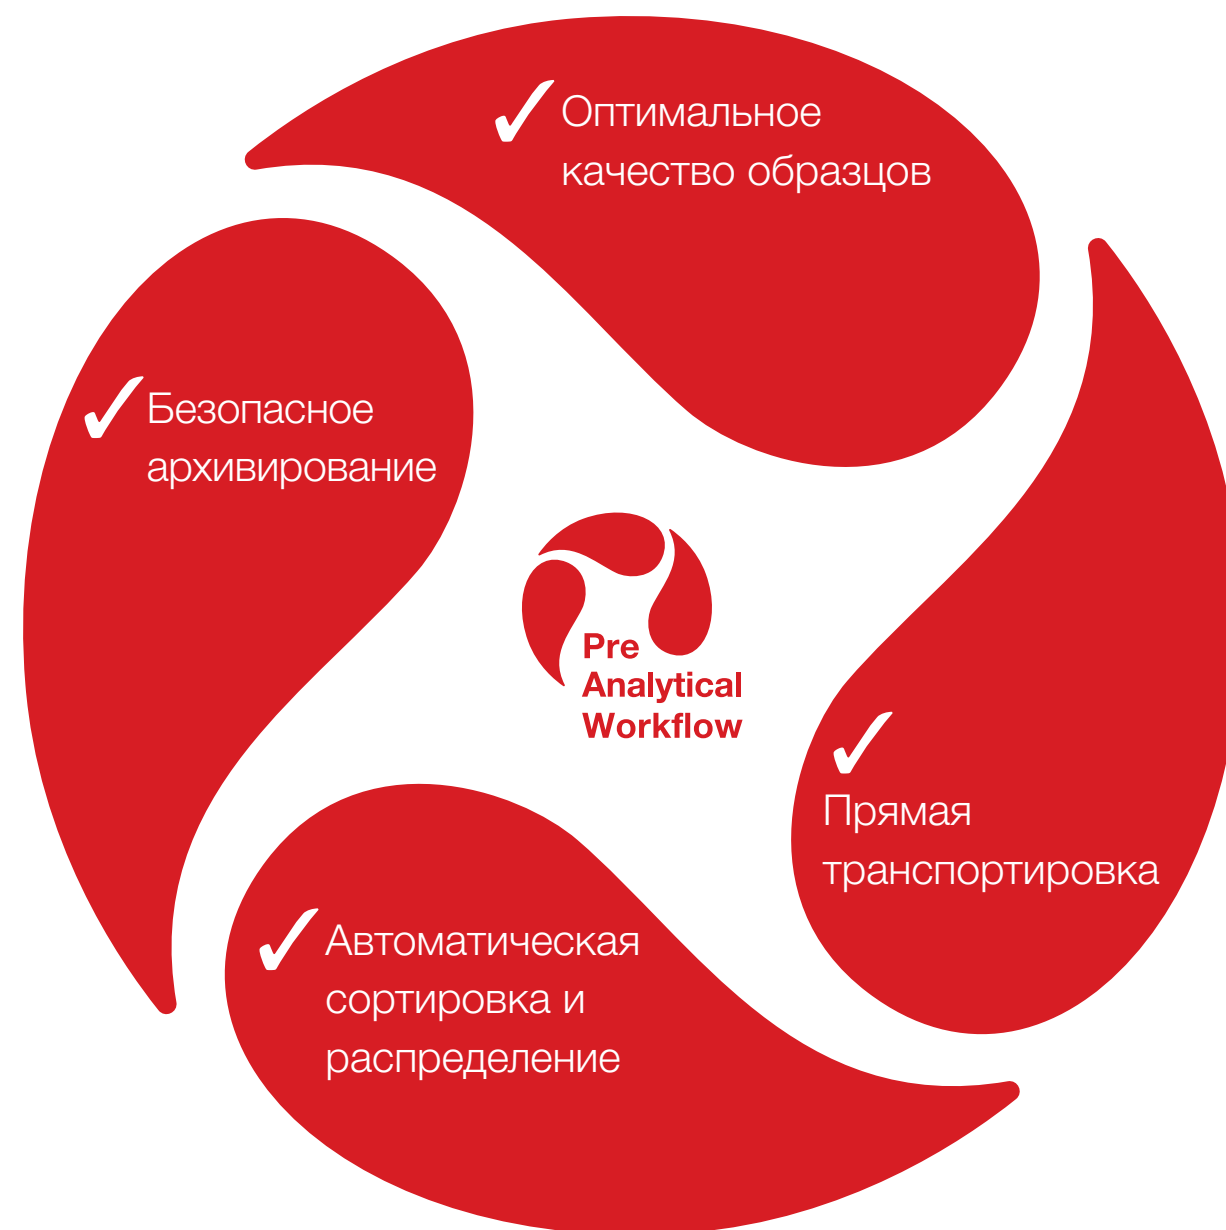 Оптимальное
качество образцов
Безопасное
архивирование
Pre
Analytical
Workflow
Прямая
транспортировка
Автоматическая
сортировка и
распределение